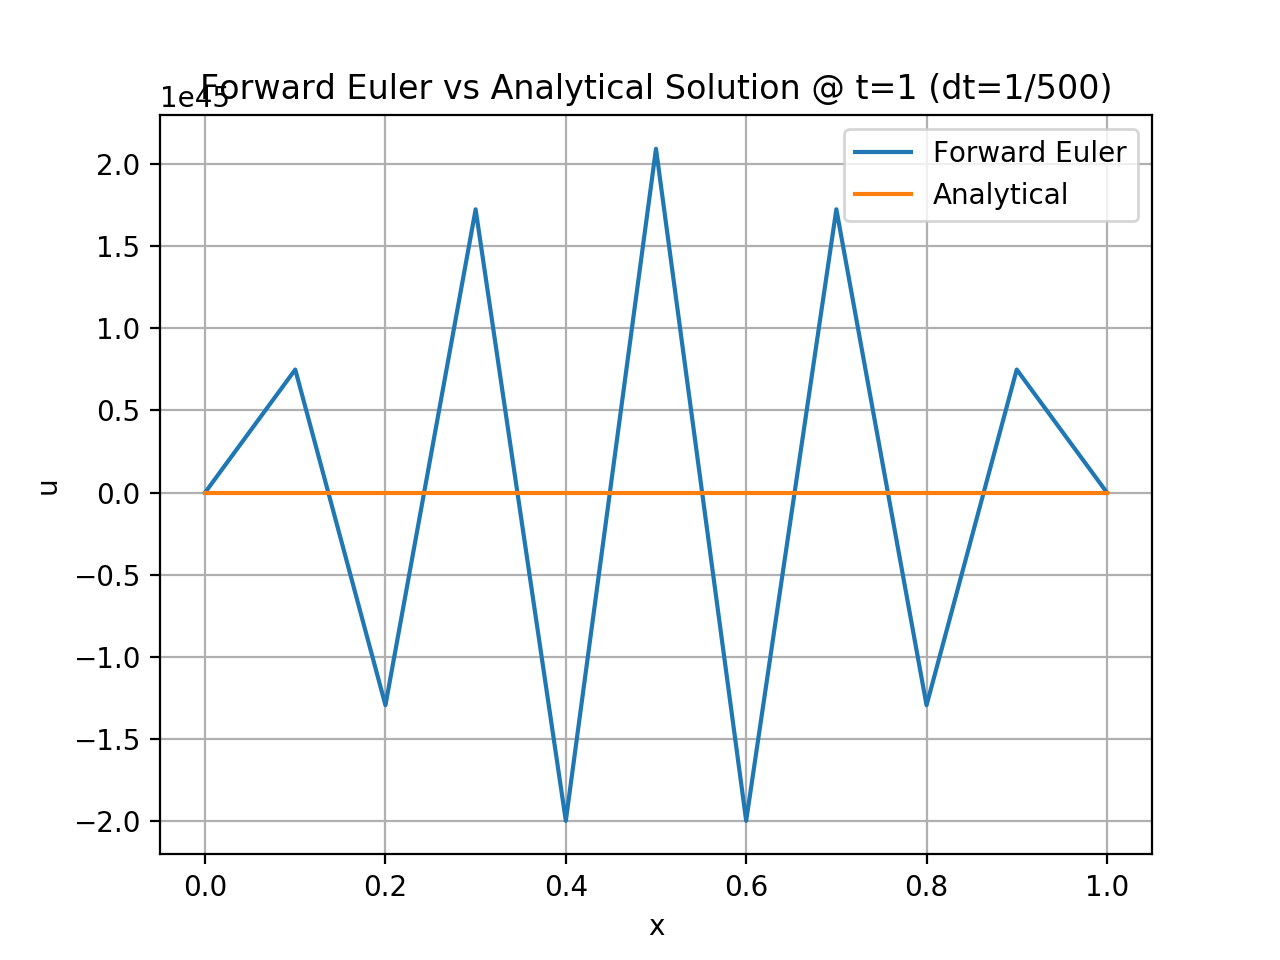 Forward Euler vs Analytical Solution @ t=1 (dt=1/500)
1e45
Forward Euler
Analytical
2.0
1.5
1.0
0.5
0.0
−0.5
−1.0
−1.5
−2.0
u
0.0 0.2 0.4 0.6 0.8 1.0
x